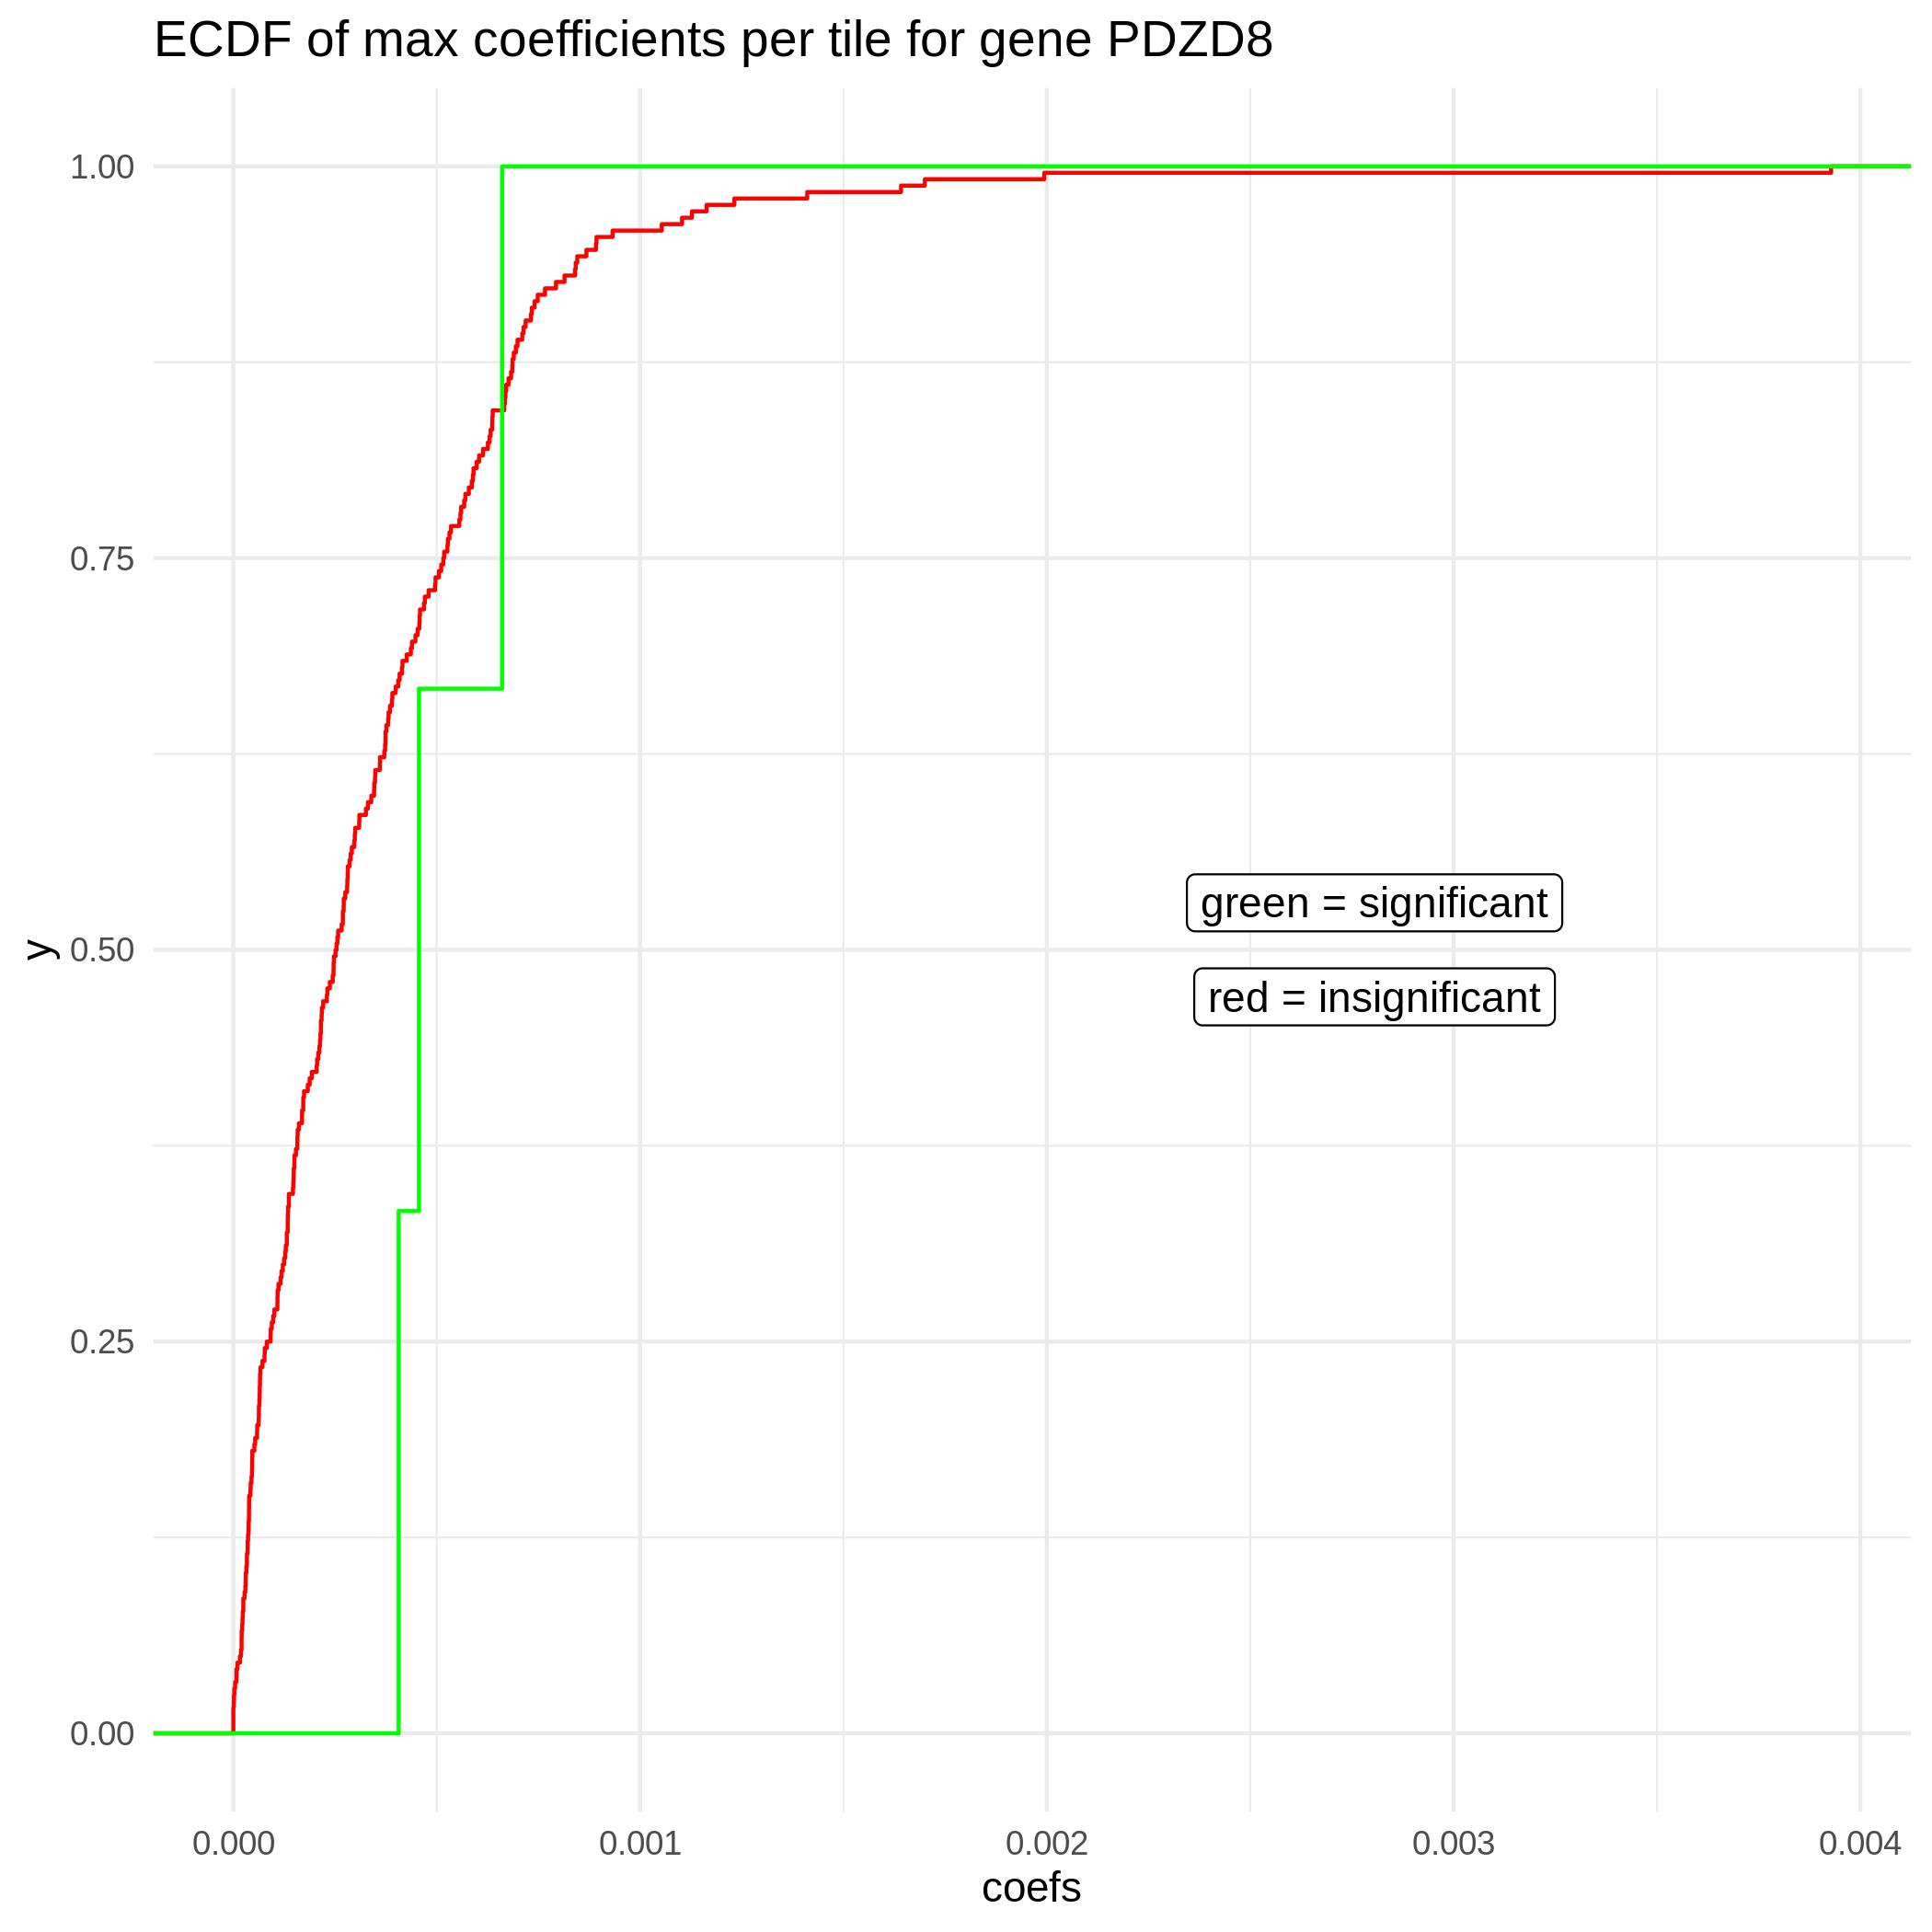 ECDF of max coefficients per tile for gene PDZD8
1.00
0.75
0.50
0.25
0.00
y
green = significant
red = insignificant
0.000 0.001 0.002 0.003 0.004
coefs